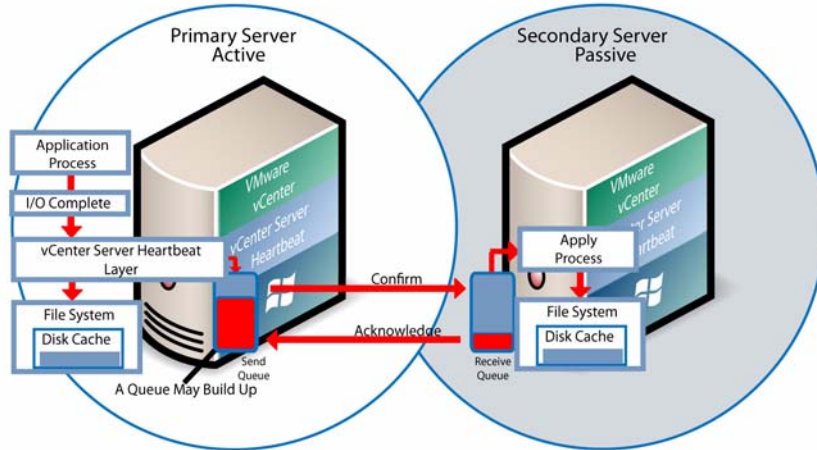 Primary Server
Active
Secondary Server
Passive
Application
Process
I/O Complete
vCenter Server Heartbeat
Layer
File System
Disk Cache
VMware
vCenter
vCenter Server
Heartbeat
Send
Queue
A Queue May Build Up
Confirm
Acknowledge
Receive
Queue
VMware
vCenter
Server
Heartbeat
Apply
Process
File System
Disk Cache